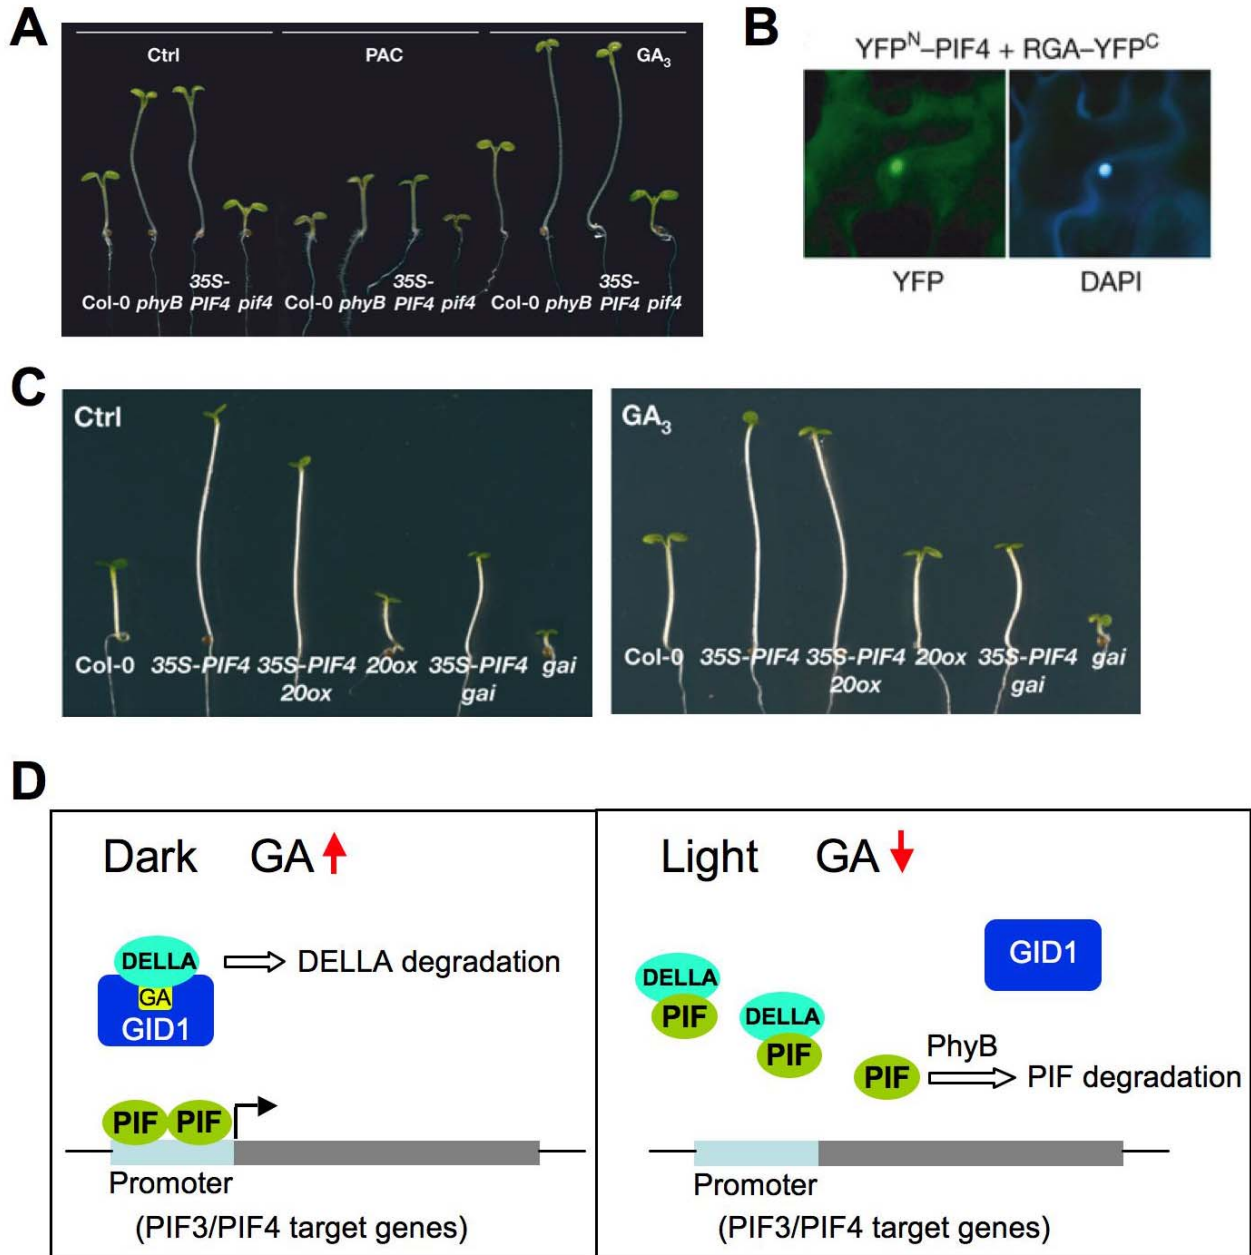 A
Ctrl PAC GA3
35S- 35S- 35S-
Col-0 phyB PIF4 pif4 Col-0 phyB PIF4 pif4 Col-0 phyB PIF4 pif4
B
YFPN–PIF4 + RGA–YFPC
YFP DAPI
C
Ctrl
Col-0 35S-PIF4 35S-PIF4 20ox 35S-PIF4 gai
20ox gai
GA3
Col-0 35S-PIF4 35S-PIF4 20ox 35S-PIF4 gai
20ox gai
D
Dark GA
DELLA
DELLA degradation
GA
GID1
PIF PIF
Promoter
(PIF3/PIF4 target genes)
Light GA
GID1
DELLA
PIF
DELLA
PIF
PhyB
PIF PIF degradation
Promoter
(PIF3/PIF4 target genes)